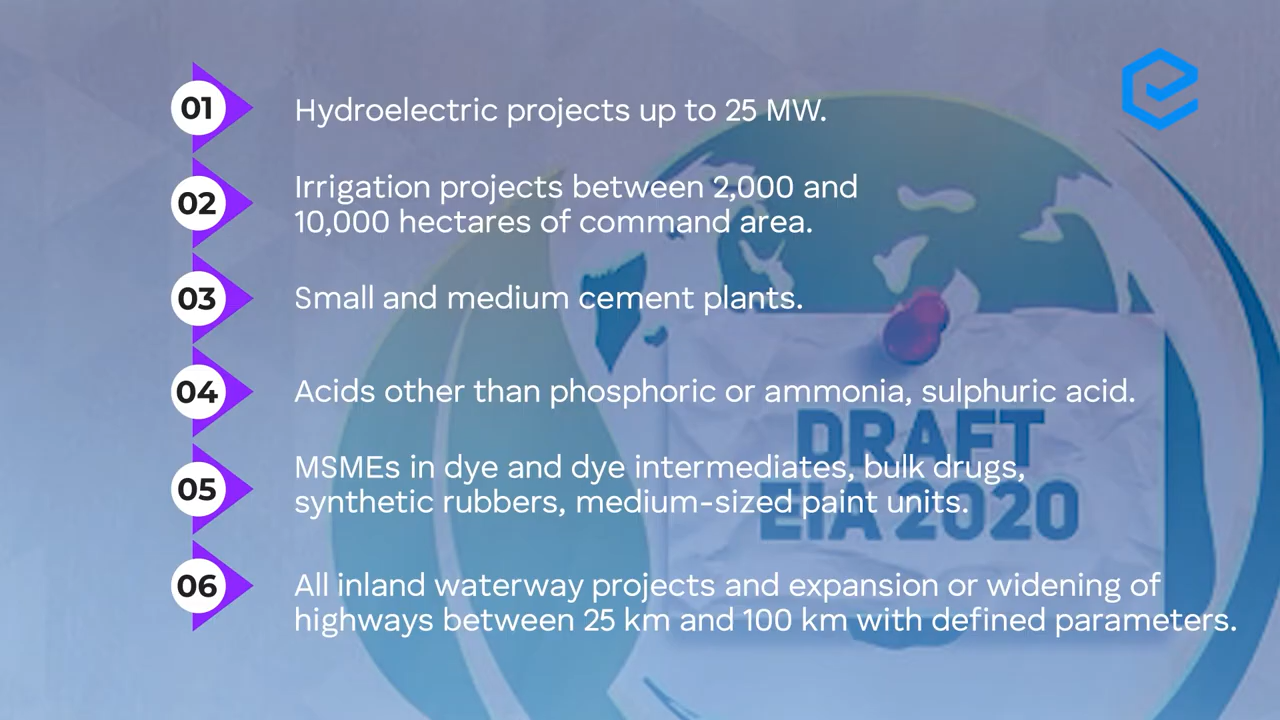 01
Hydroelectric projects up to 25 MW.
02
Irrigation projects between 2,000 and
10,000 hectares of command area.
03
Small and medium cement plants.
04
Acids other than phosphoric or ammonia, sulphuric acid.
DRAFT
05
MSMEs in dye and dye intermediates, bulk drugs,
synthetic rubbers, medium-sized paint units.
EIA 2020
06
All inland waterway projects and expansion or widening of
highways between 25 km and 100 km with defined parameters.